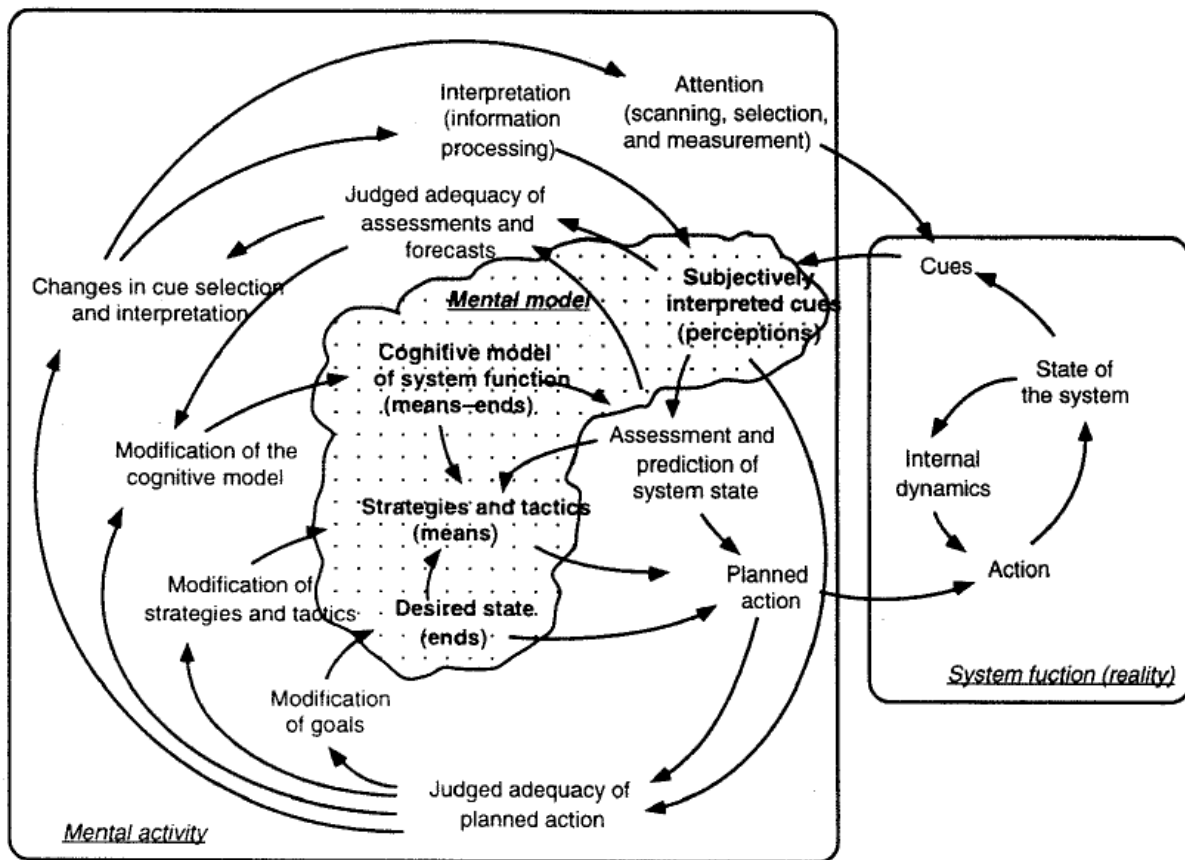 Attention
(scanning, selection,
and measurement)
Interpretation
(information
processing)
Judged adequacy of
assessments and
forecasts
Changes in cue selection
and interpretation
Mental model
Subjectively
interpreted cues
(perceptions)
Cues
Cognitive model
of system function
(means–ends)
State of
the system
Modification of the
cognitive model
Assessment and
prediction of
system state
Internal
dynamics
Strategies and tactics
(means)
Modification of
strategies and tactics
Planned
action
Action
Desired state
(ends)
Modification
of goals
System fuction (reality)
Judged adequacy of
planned action
Mental activity